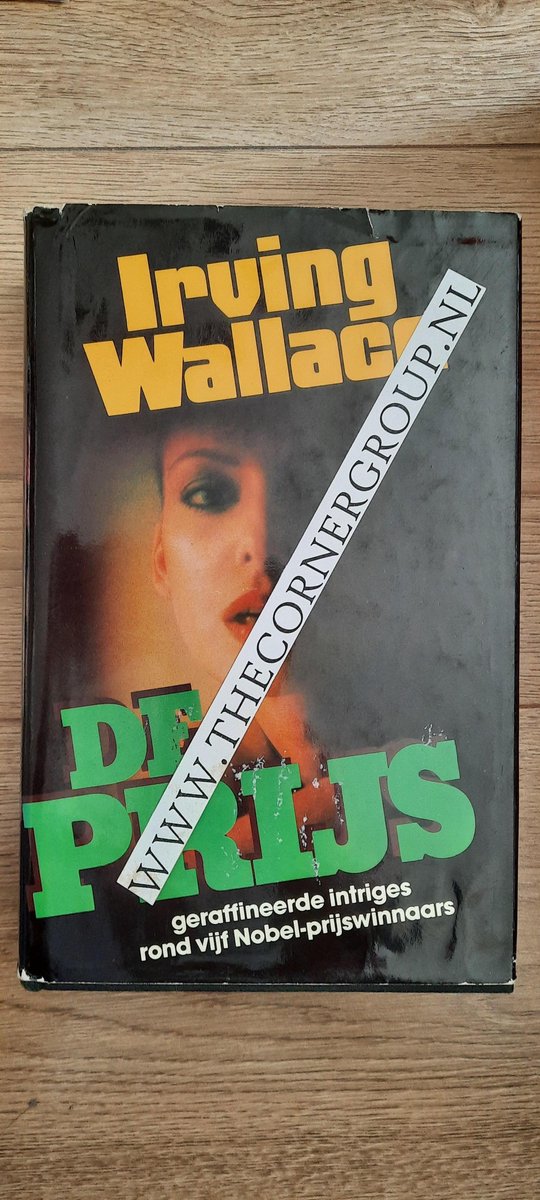 Irving
Wallace
WWW.THECORNERGROUP.NL
DE
PRIJS
geraffineerde intriges
rond vijf Nobel-prijswinnaars